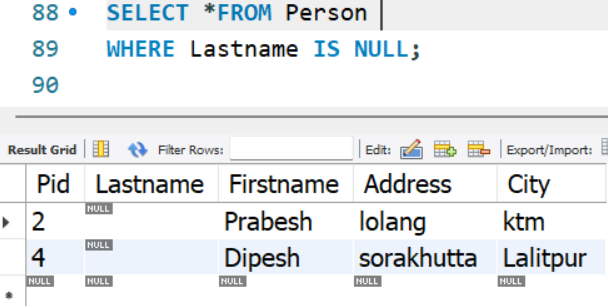 88 SELECT *FROM Person
89 WHERE Lastname IS NULL;
90
Result Grid Filter Rows: Edit: Export/Import:
Pid Lastname Firstname Address City
2 NULL Prabesh lolang ktm
4 NULL Dipesh sorakhutta Lalitpur
NULL NULL NULL NULL NULL